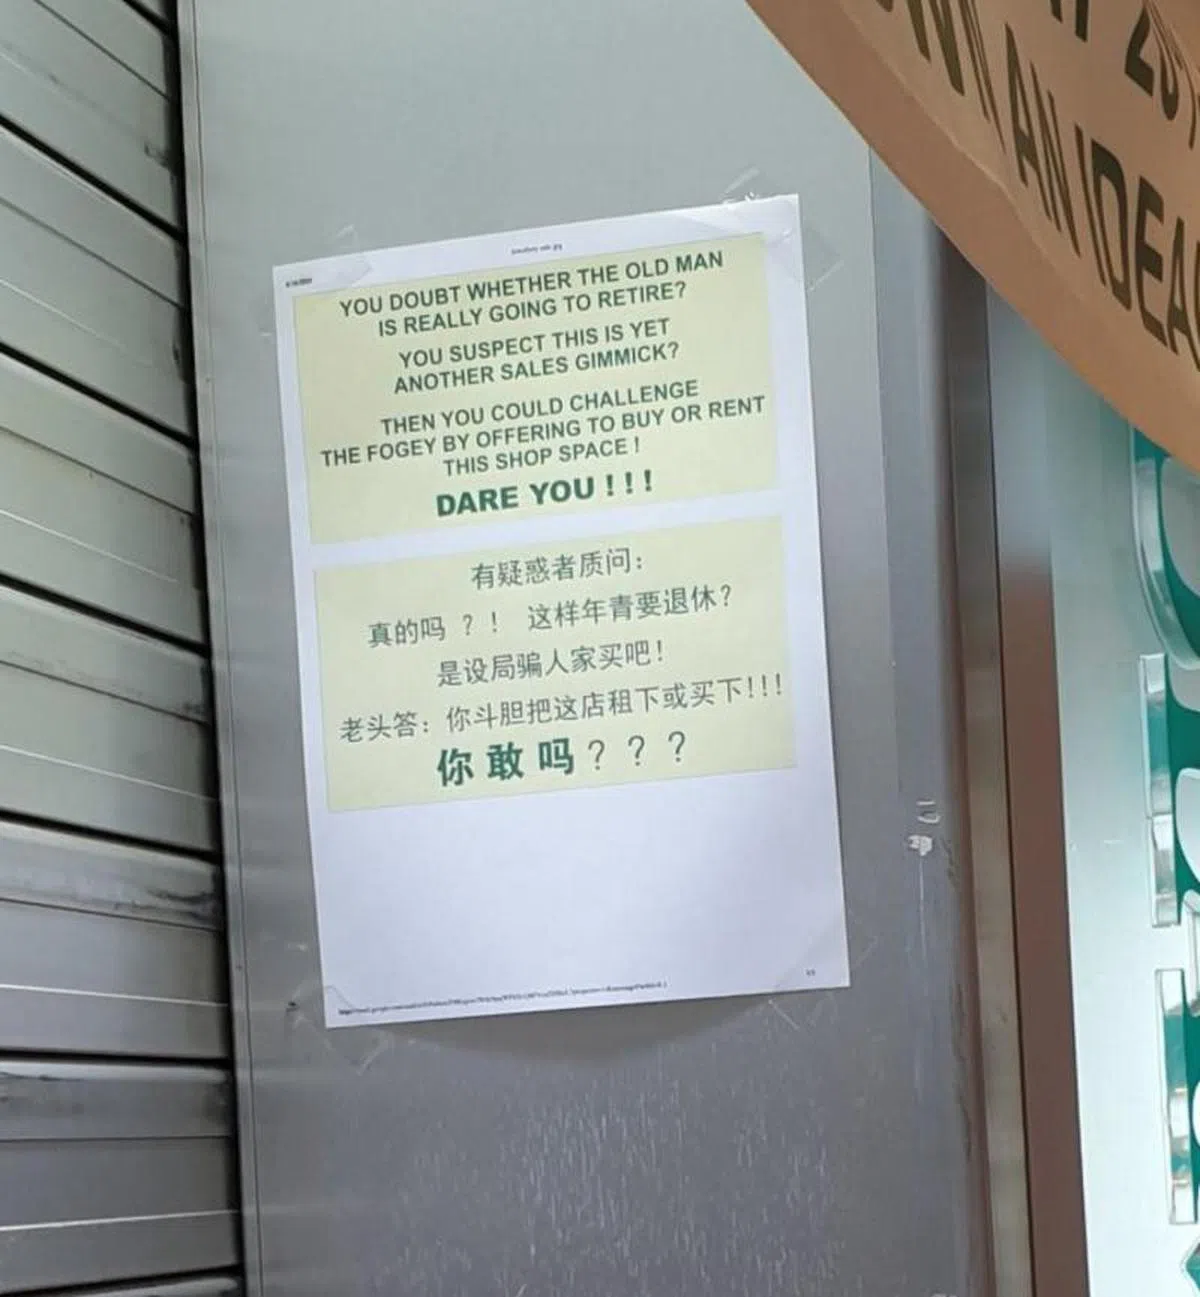 YOU DOUBT WHETHER THE OLD MAN
IS REALLY GOING TO RETIRE?
YOU SUSPECT THIS IS YET
ANOTHER SALES GIMMICK?
THEN YOU COULD CHALLENGE
THE FOGEY BY OFFERING TO BUY OR RENT
THIS SHOP SPACE !
DARE YOU ! ! !
有疑惑者质问：
真的吗 ？！ 这样年青要退休？
是设局骗人家买吧！
老头答：你斗胆把这店租下或买下!!!
你 敢 吗？？？
AN IDEA